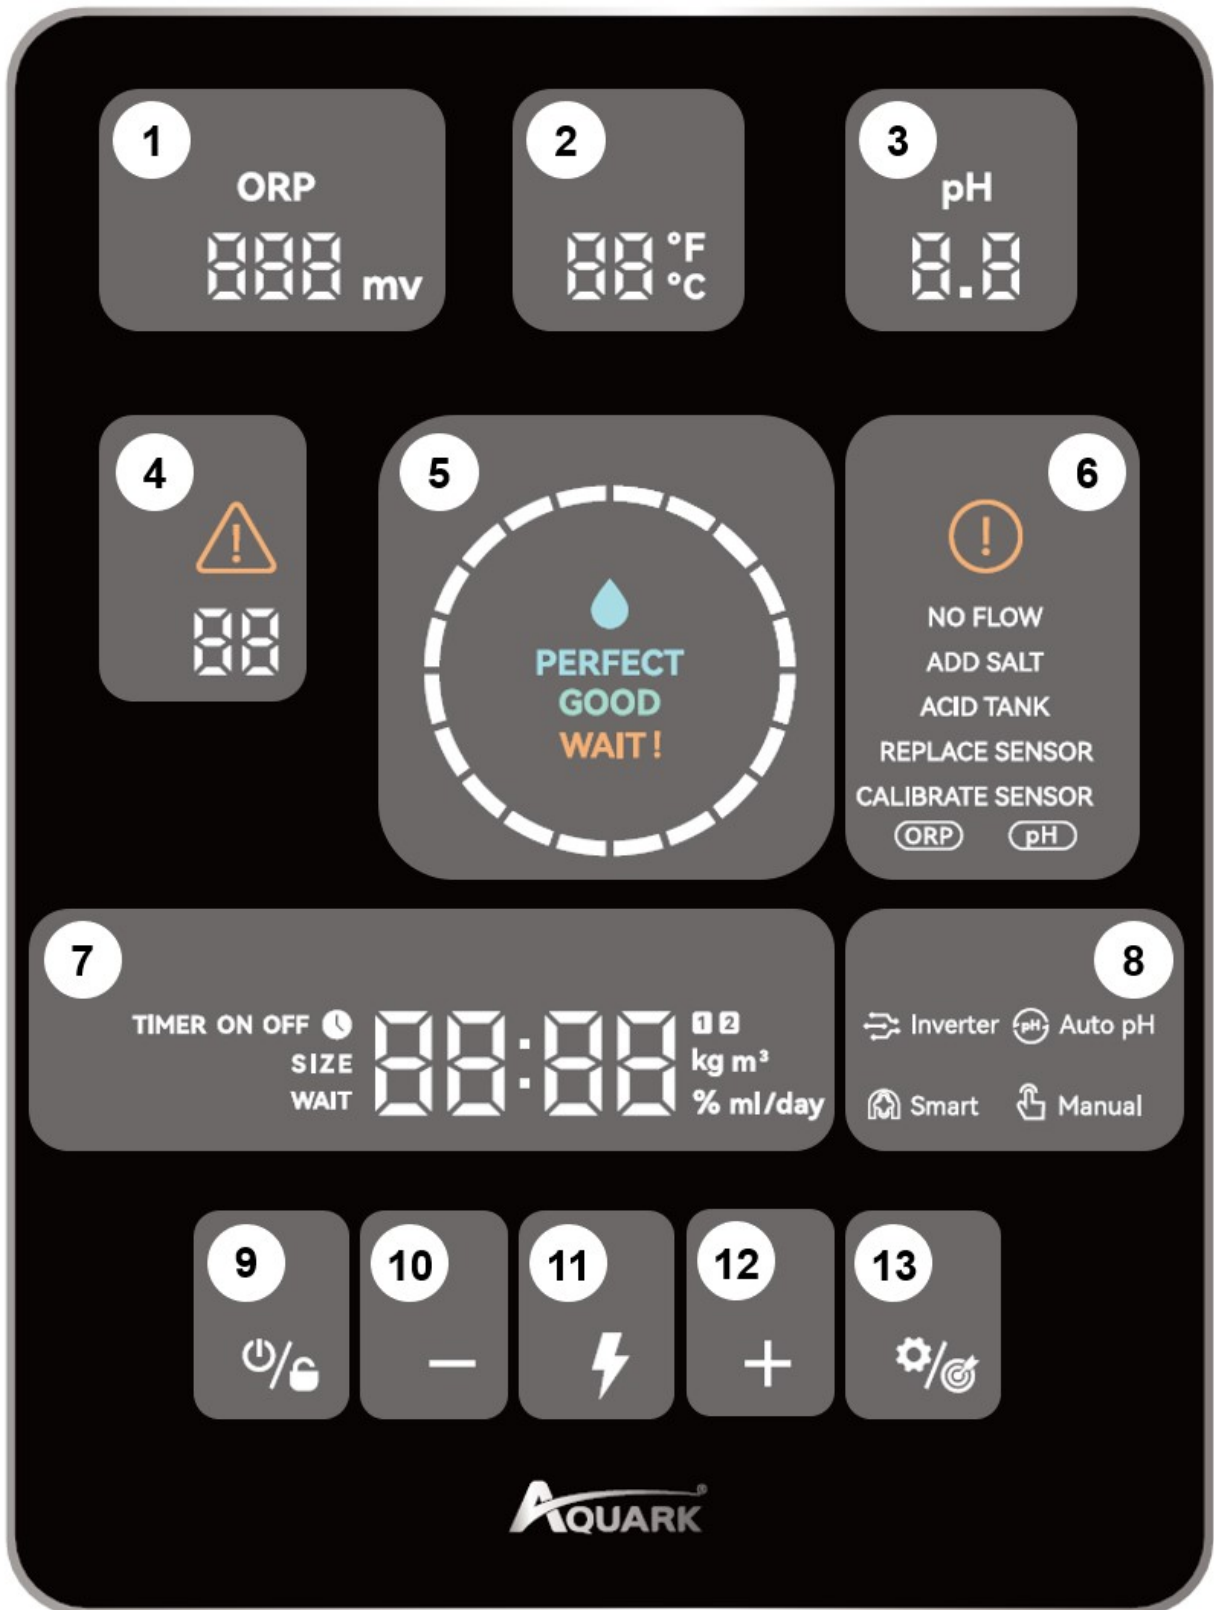 1
ORP
888 mv
2
88 °F
°C
3
pH
8.8
4
!
88
5
PERFECT
GOOD
WAIT!
6
!
NO FLOW
ADD SALT
ACID TANK
REPLACE SENSOR
CALIBRATE SENSOR
ORP pH
7
TIMER ON OFF 88:88 1 2
SIZE kg m³
WAIT % ml/day
8
Inverter pH Auto pH
Smart Manual
9
10
−
11
12
+
13
AQUARK®